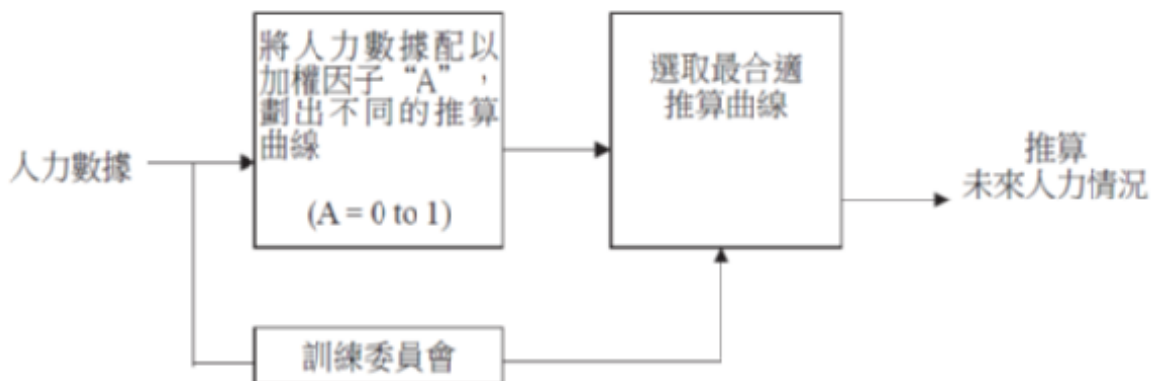 將人力數據配以
加權因子“A”，
劃出不同的推算
曲線
(A = 0 to 1)
選取最合適
推算曲線
人力數據
推算
未來人力情況
訓練委員會